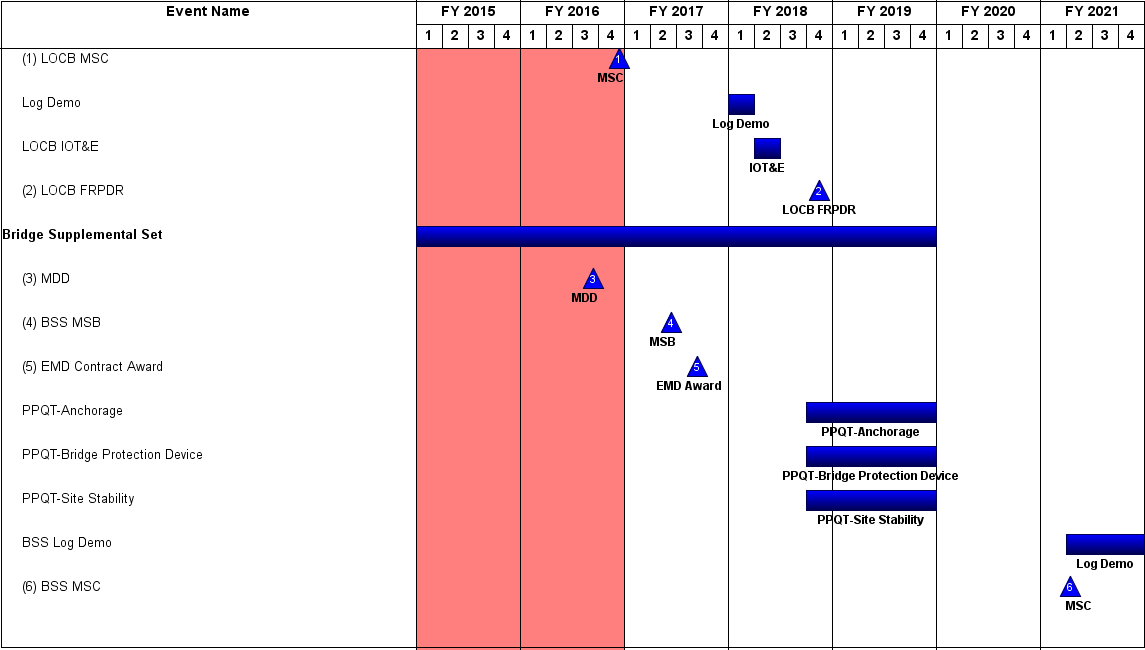 Event Name FY 2015 FY 2016 FY 2017 FY 2018 FY 2019 FY 2020 FY 2021
1 2 3 4 1 2 3 4 1 2 3 4 1 2 3 4 1 2 3 4 1 2 3 4 1 2 3 4
(1) LOCB MSC 1
MSC
Log Demo
Log Demo
LOCB IOT&E
IOT&E
(2) LOCB FRPDR 2
LOCB FRPDR
Bridge Supplemental Set
(3) MDD 3
MDD
(4) BSS MSB 4
MSB
(5) EMD Contract Award 5
EMD Award
PPQT-Anchorage
PPQT-Anchorage
PPQT-Bridge Protection Device
PPQT-Bridge Protection Device
PPQT-Site Stability
PPQT-Site Stability
BSS Log Demo
Log Demo
(6) BSS MSC 6
MSC